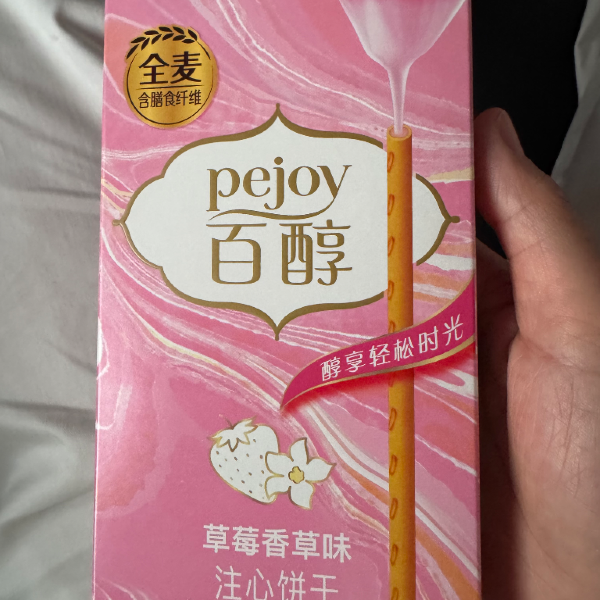 全麦
含膳食纤维
pejoy
百醇
醇享轻松时光
草莓香草味
注心饼干